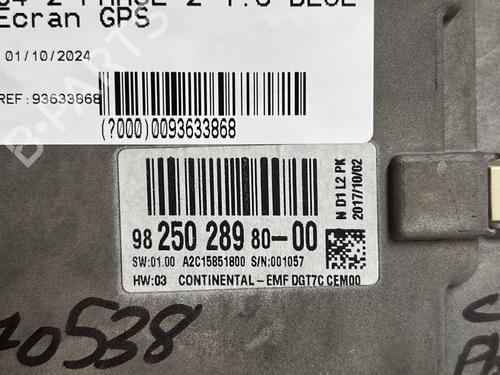 Ecran GPS
01/10/2024
REF:93633868
(?000)0093633868
N D1 L2 PK
2017/10/02
98 250 289 80-00
SW:01.00 A2C15851800 S/N:001057
HW:03 CONTINENTAL-EMF DGT7C CEM00
10538